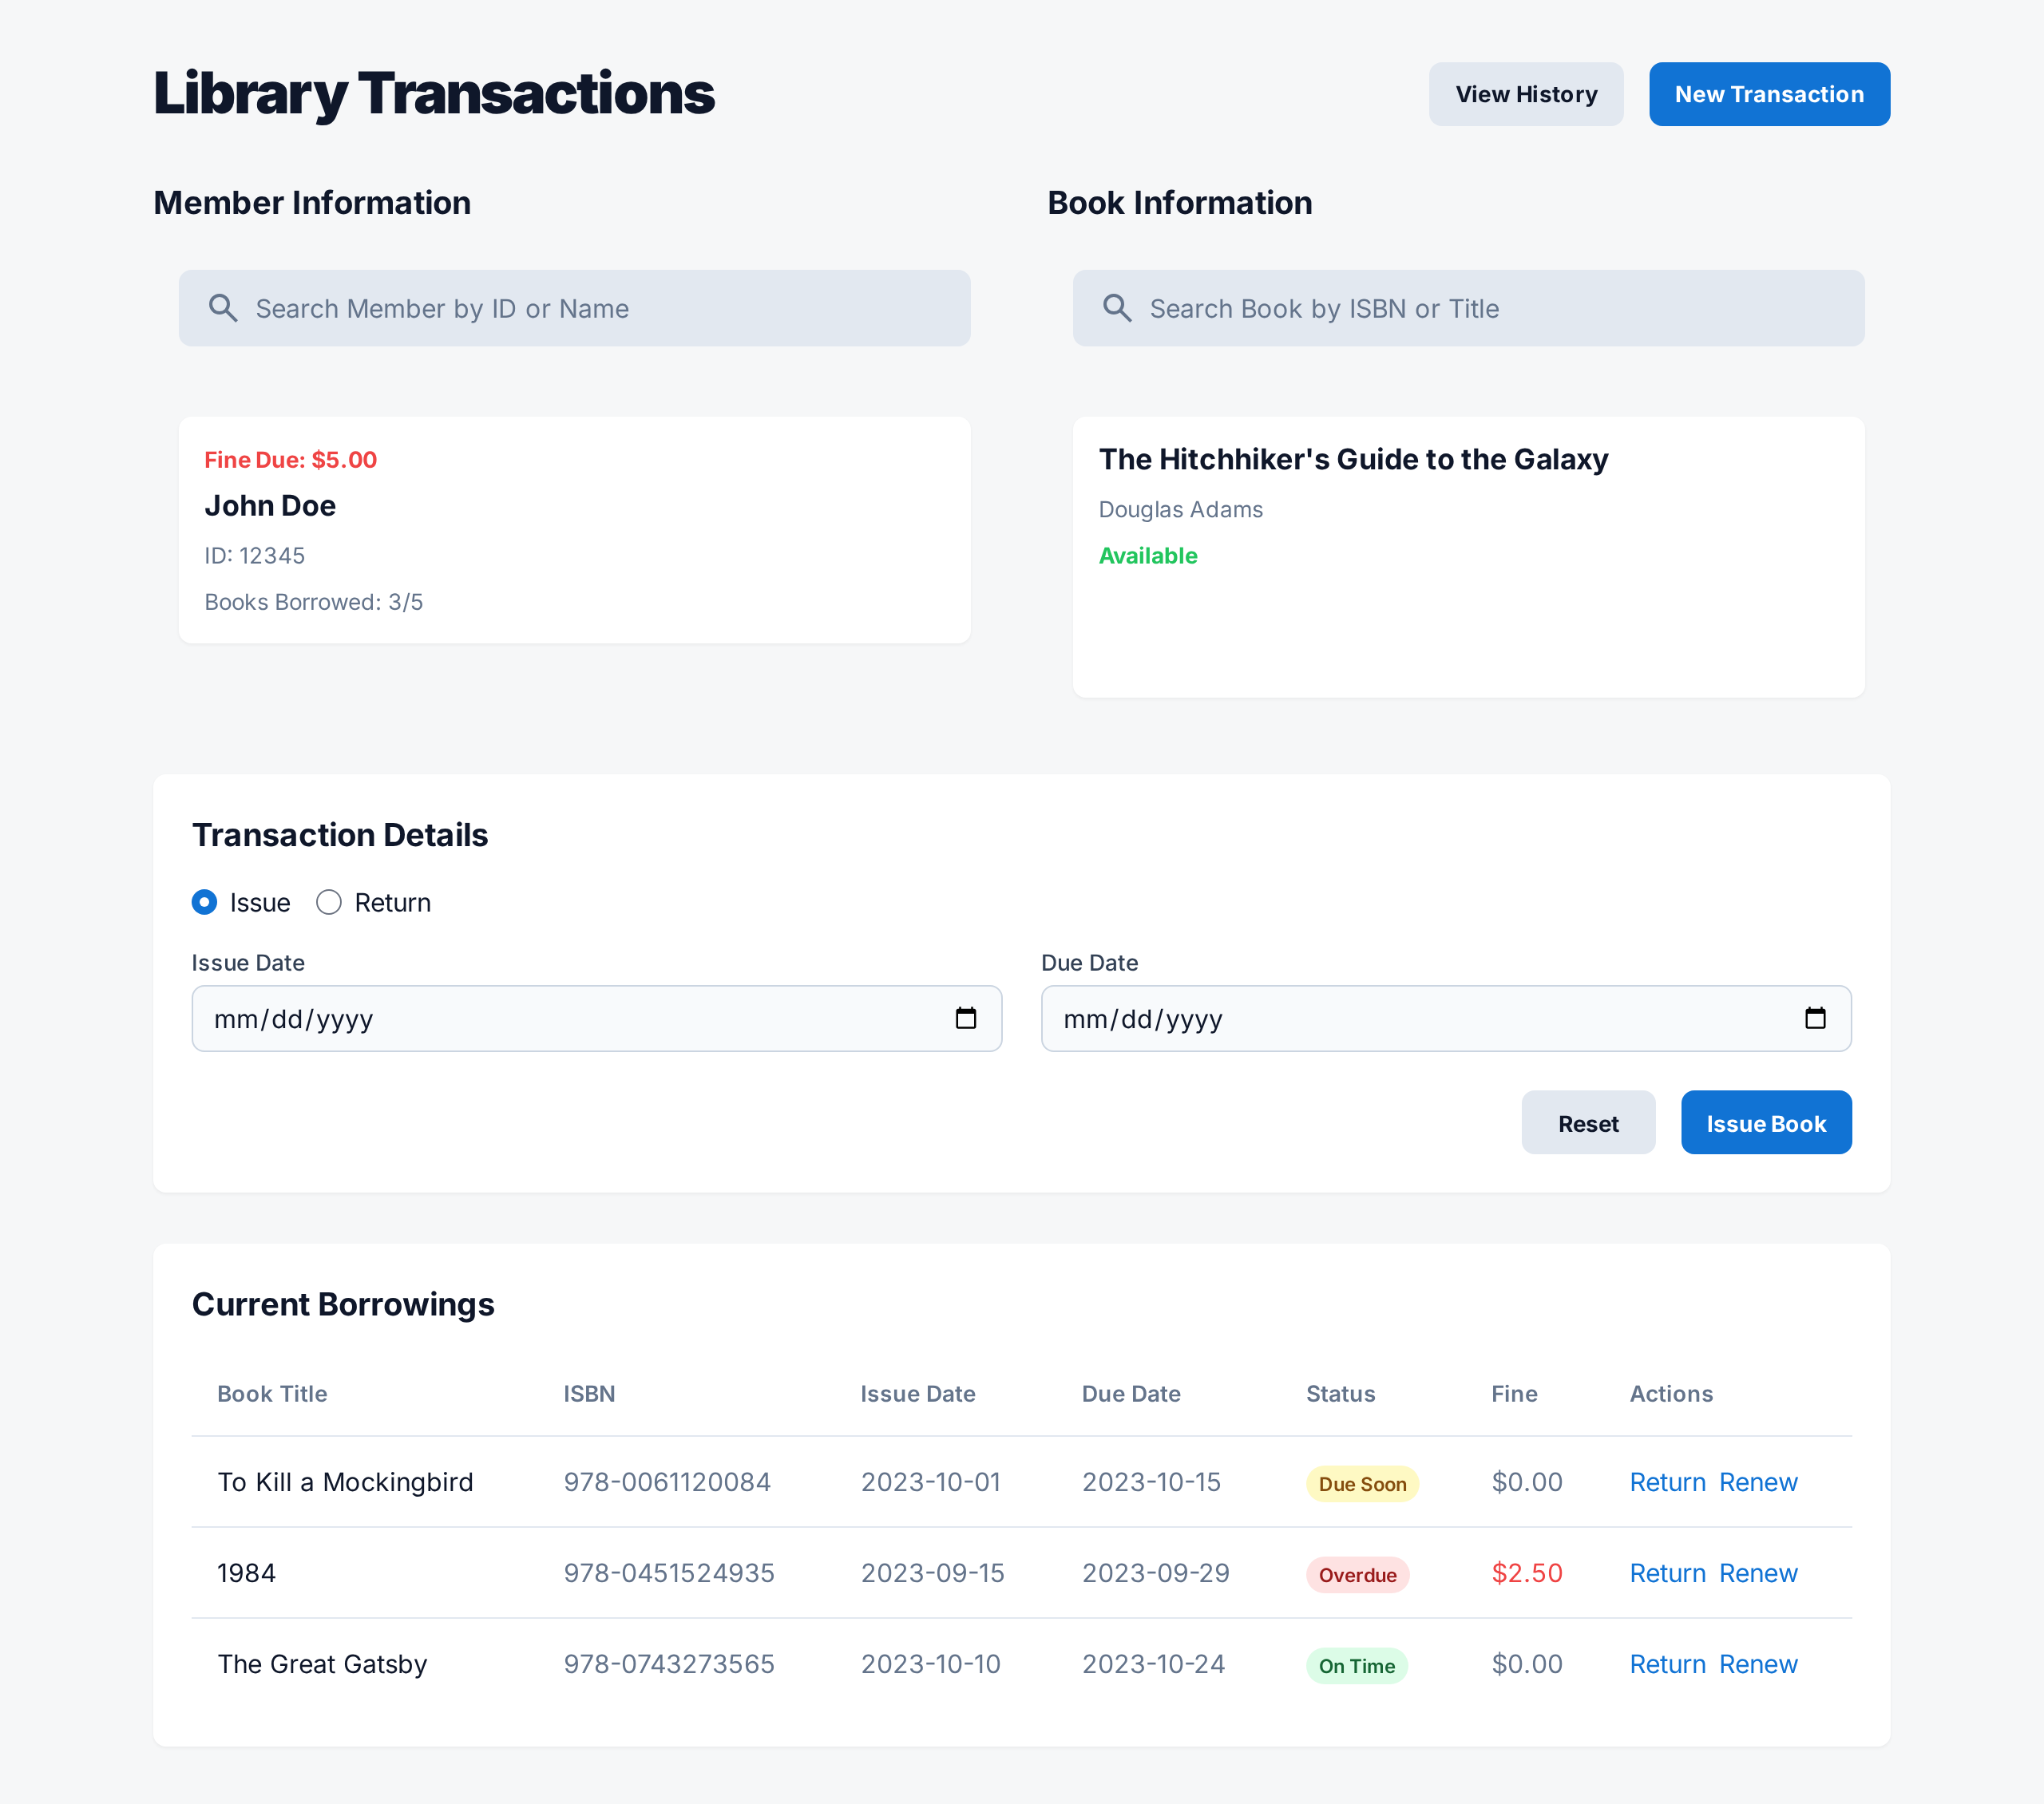 Library Transactions
View History
New Transaction
Member Information
Search Member by ID or Name
Fine Due: $5.00
John Doe
ID: 12345
Books Borrowed: 3/5
Book Information
Search Book by ISBN or Title
The Hitchhiker's Guide to the Galaxy
Douglas Adams
Available
Transaction Details
Issue Return
Issue Date
mm/dd/yyyy
Due Date
mm/dd/yyyy
Reset
Issue Book
Current Borrowings
Book Title ISBN Issue Date Due Date Status Fine Actions
To Kill a Mockingbird 978-0061120084 2023-10-01 2023-10-15 Due Soon $0.00 Return Renew
1984 978-0451524935 2023-09-15 2023-09-29 Overdue $2.50 Return Renew
The Great Gatsby 978-0743273565 2023-10-10 2023-10-24 On Time $0.00 Return Renew